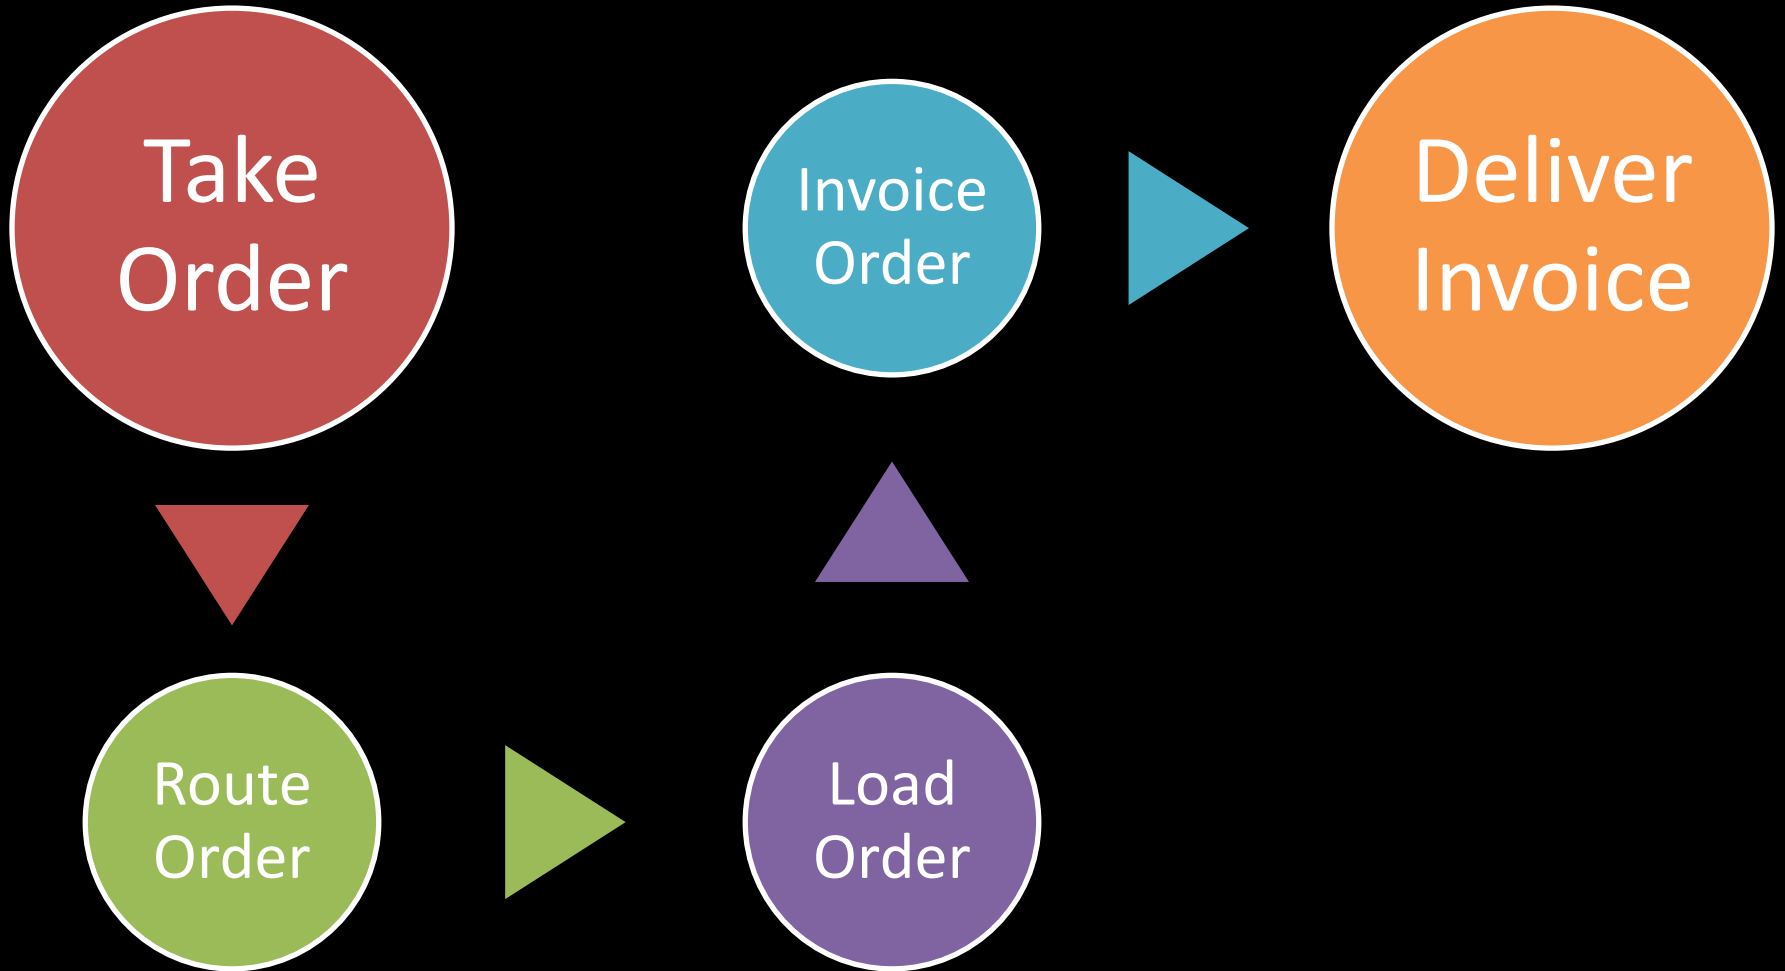 Take
Order
Route
Order
Load
Order
Invoice
Order
Deliver
Invoice